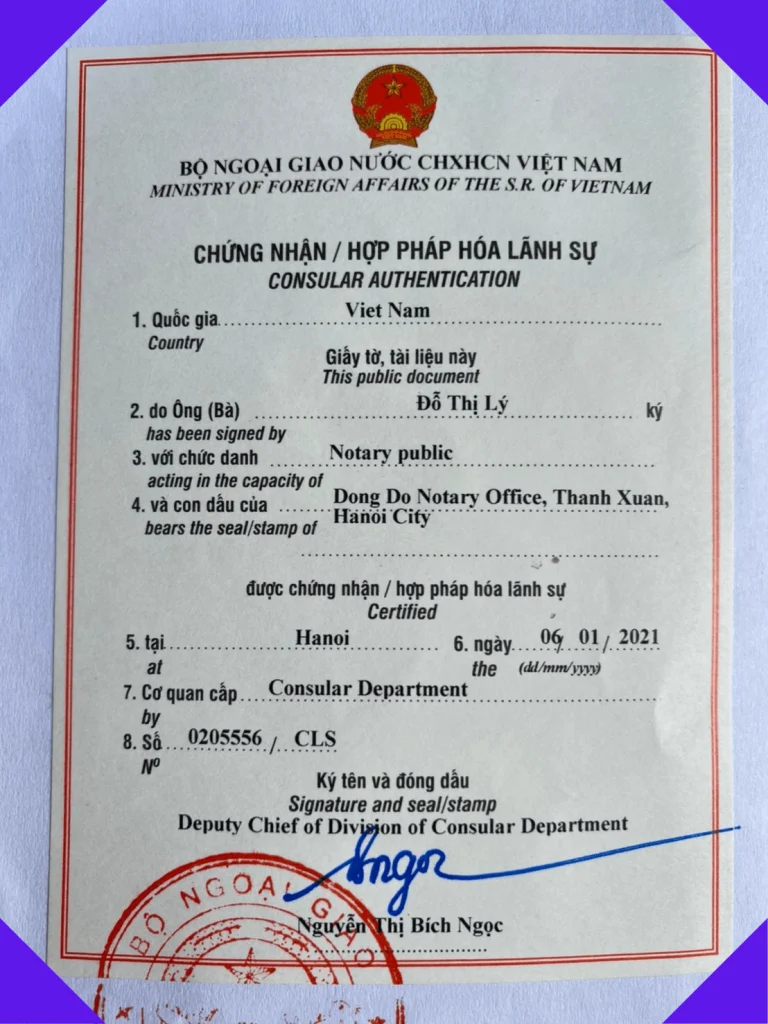 BỘ NGOẠI GIAO NƯỚC CHXHCN VIỆT NAM
MINISTRY OF FOREIGN AFFAIRS OF THE S.R. OF VIETNAM
CHỨNG NHẬN / HỢP PHÁP HÓA LÃNH SỰ
CONSULAR AUTHENTICATION
1. Quốc gia Viet Nam
Country
Giấy tờ, tài liệu này
This public document
2. do Ông (Bà) Đỗ Thị Lý ký
has been signed by
3. với chức danh Notary public
acting in the capacity of
4. và con dấu của Dong Do Notary Office, Thanh Xuan,
bears the seal/stamp of Hanoi City
được chứng nhận / hợp pháp hóa lãnh sự
Certified
5. tại Hanoi 6. ngày 06/ 01 / 2021
at the (dd/mm/yyyy)
7. Cơ quan cấp Consular Department
by
8. Số 0205556 / CLS
Nº
Ký tên và đóng dấu
Signature and seal/stamp
Deputy Chief of Division of Consular Department
Nguyễn Thị Bích Ngọc
BỘ NGOẠI GIAO